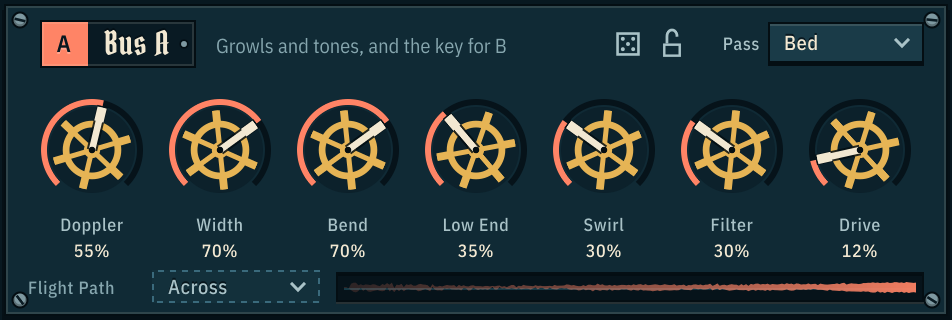 A Bus A Growls and tones, and the key for B Pass Bed
Doppler Width Bend Low End Swirl Filter Drive
55% 70% 70% 35% 30% 30% 12%
Flight Path Across